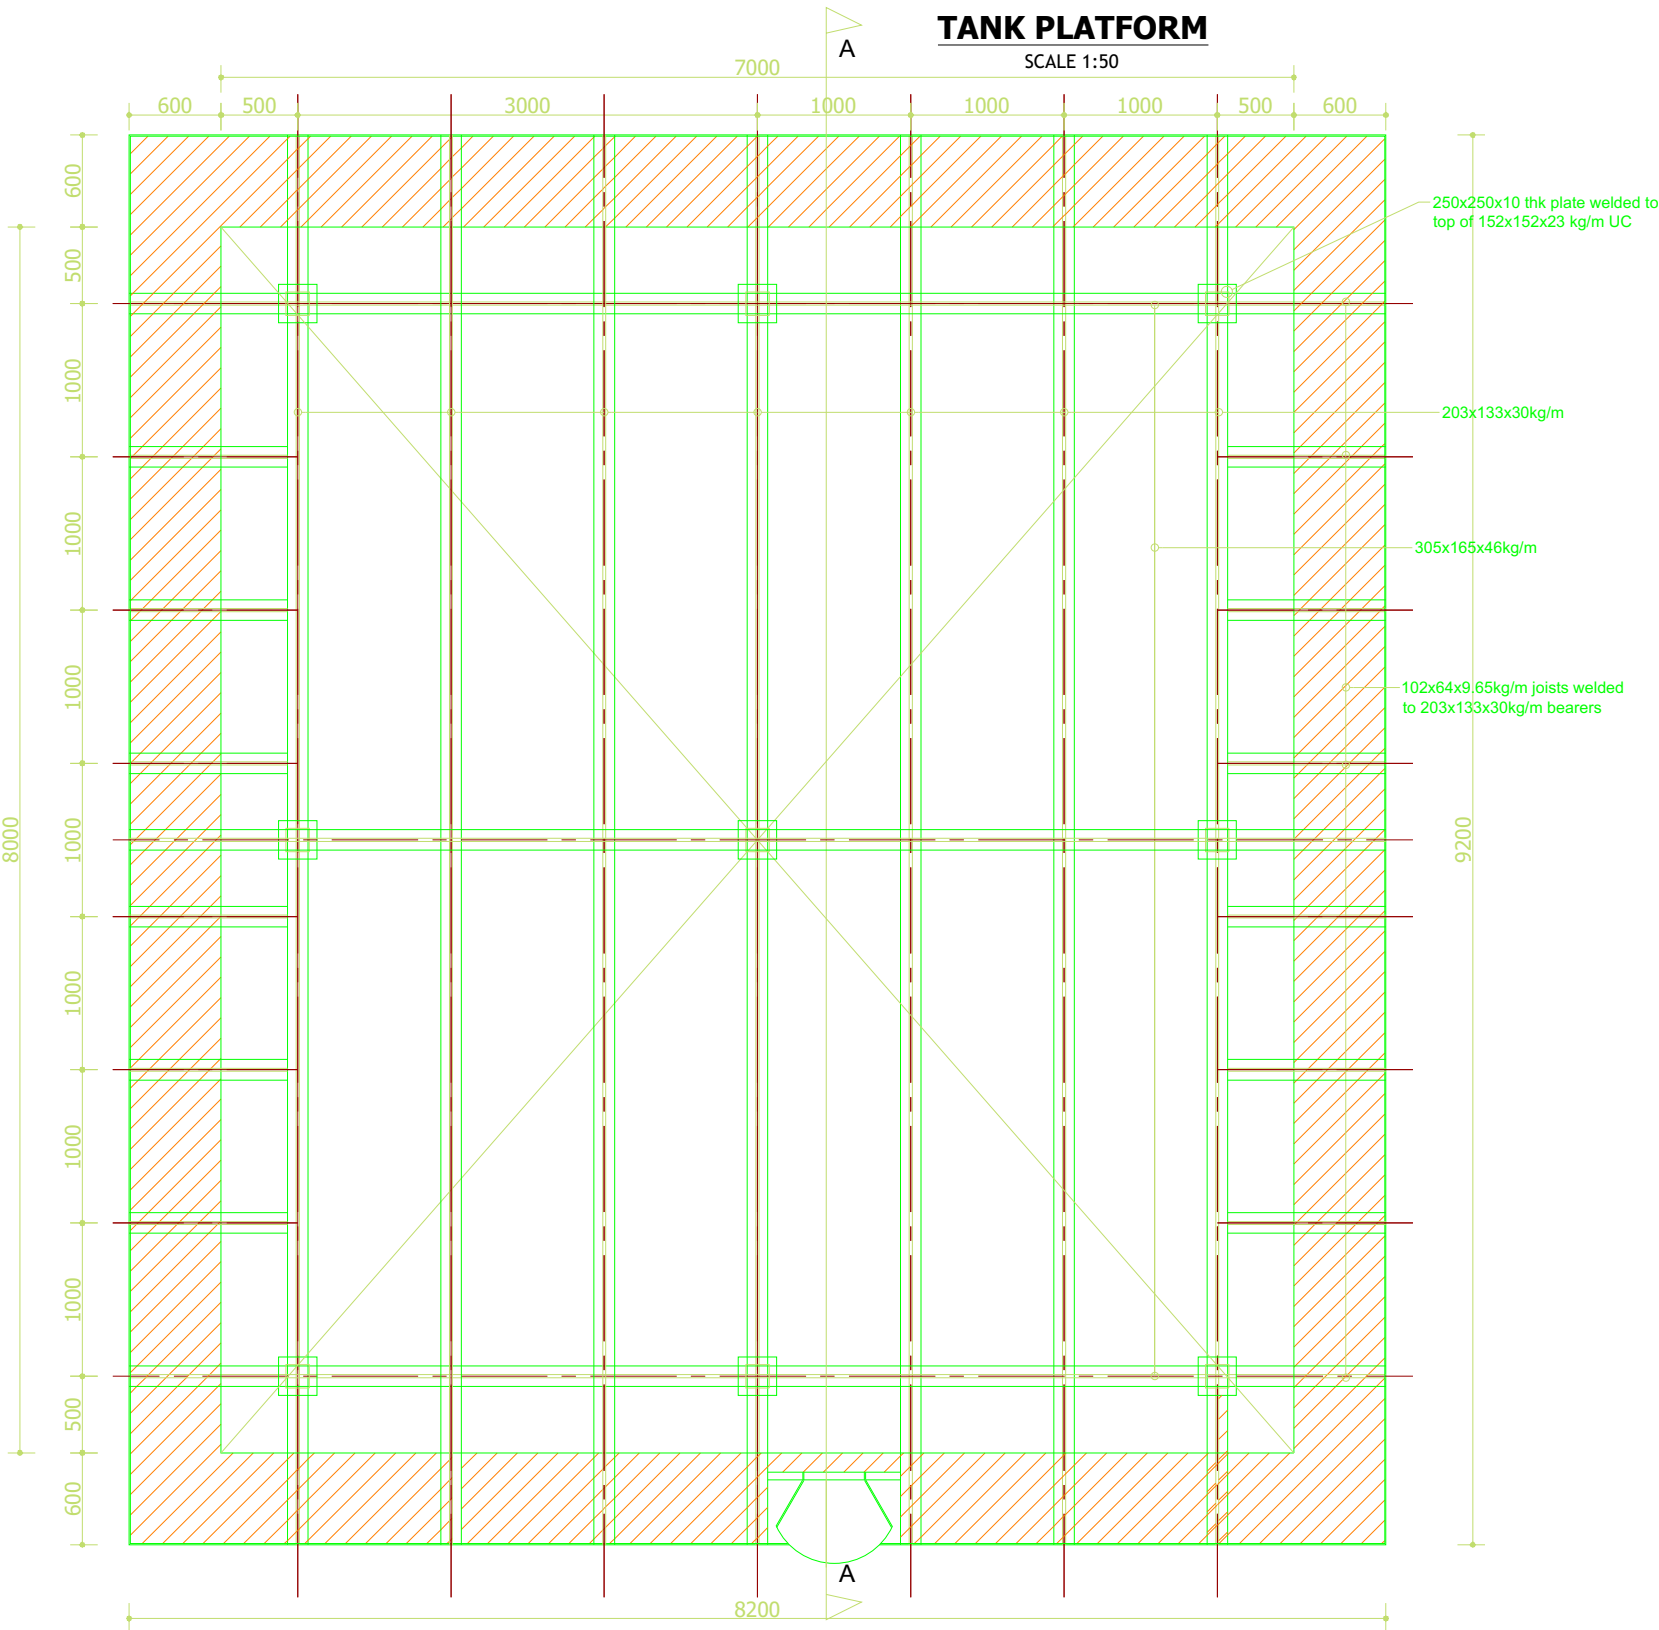 TANK PLATFORM
SCALE 1:50
A
7000
600
500
3000
1000
1000
1000
500
600
600
500
1000
1000
1000
1000
1000
1000
1000
500
600
8000
9200
250x250x10 thk plate welded to
top of 152x152x23 kg/m UC
203x133x30kg/m
305x165x46kg/m
102x64x9.65kg/m joists welded
to 203x133x30kg/m bearers
A
8200